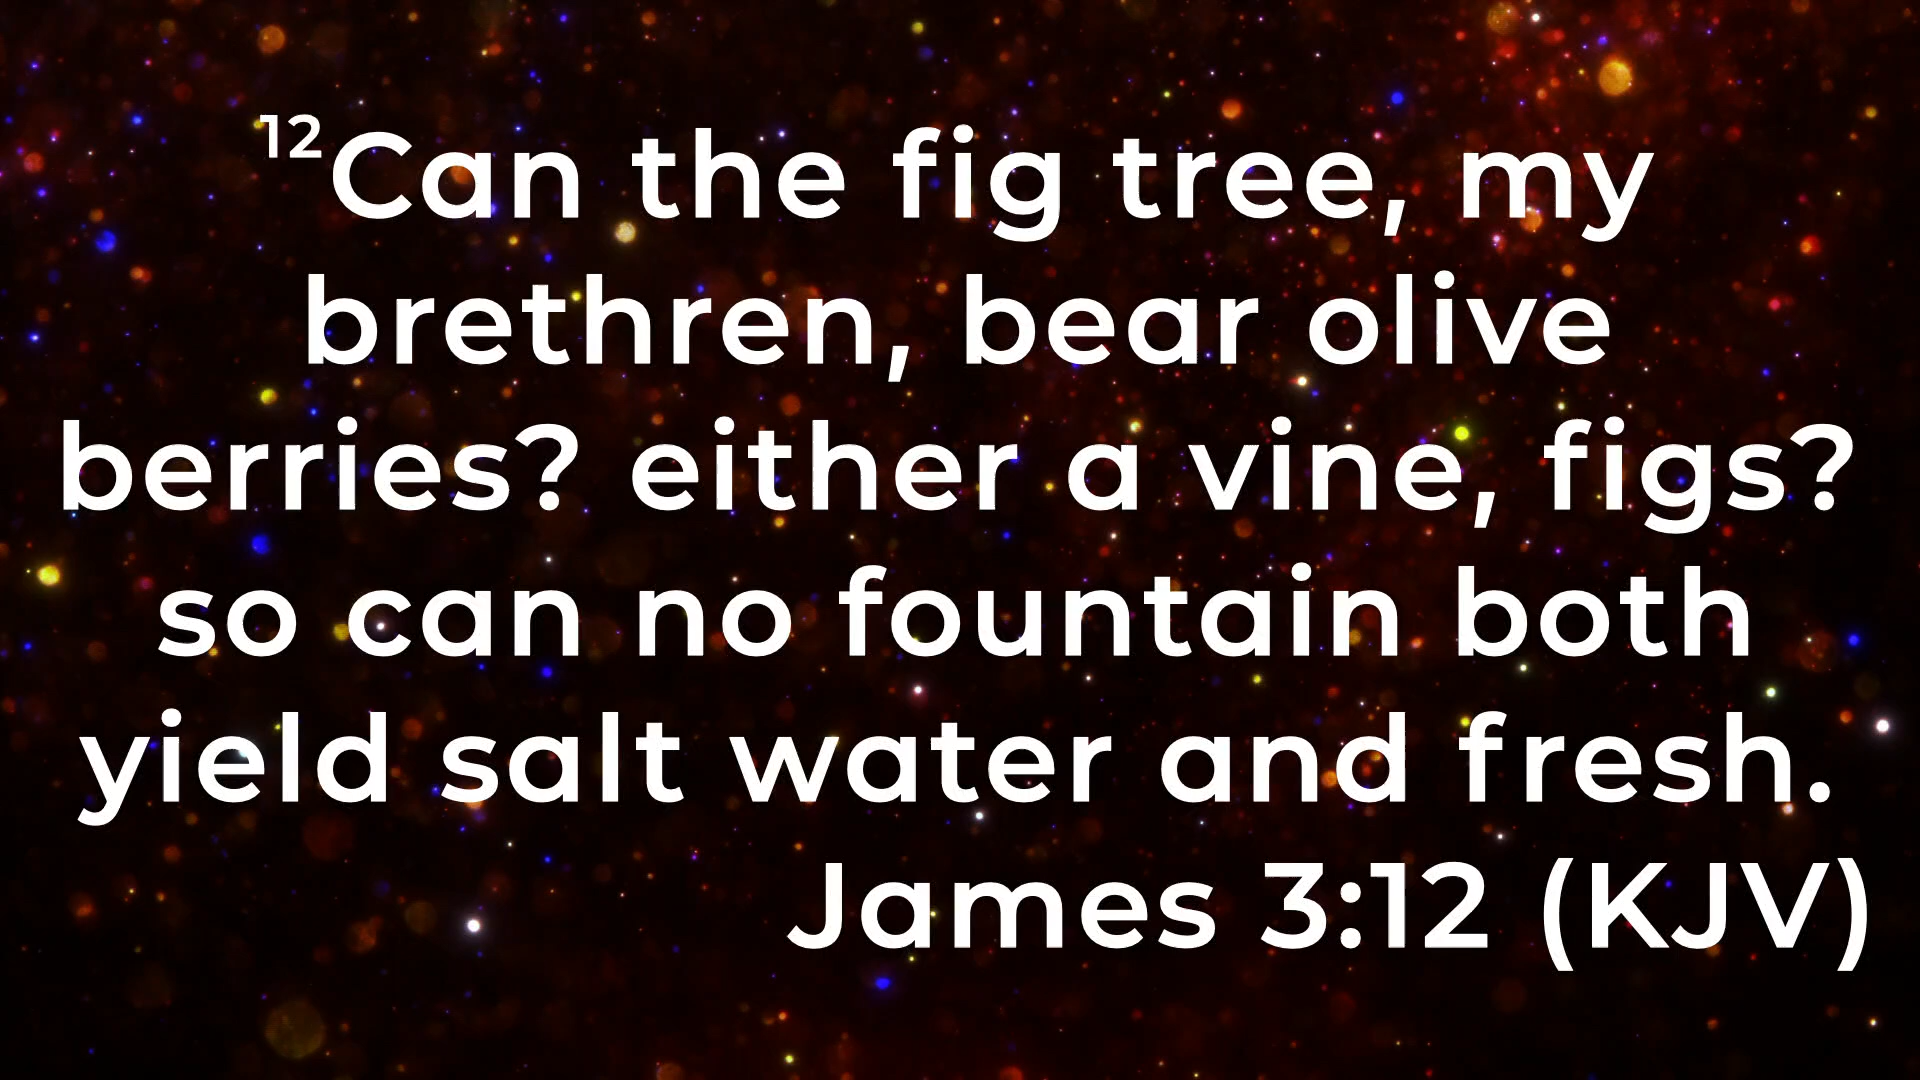 ¹²Can the fig tree, my
brethren, bear olive
berries? either a vine, figs?
so can no fountain both
yield salt water and fresh.
James 3:12 (KJV)